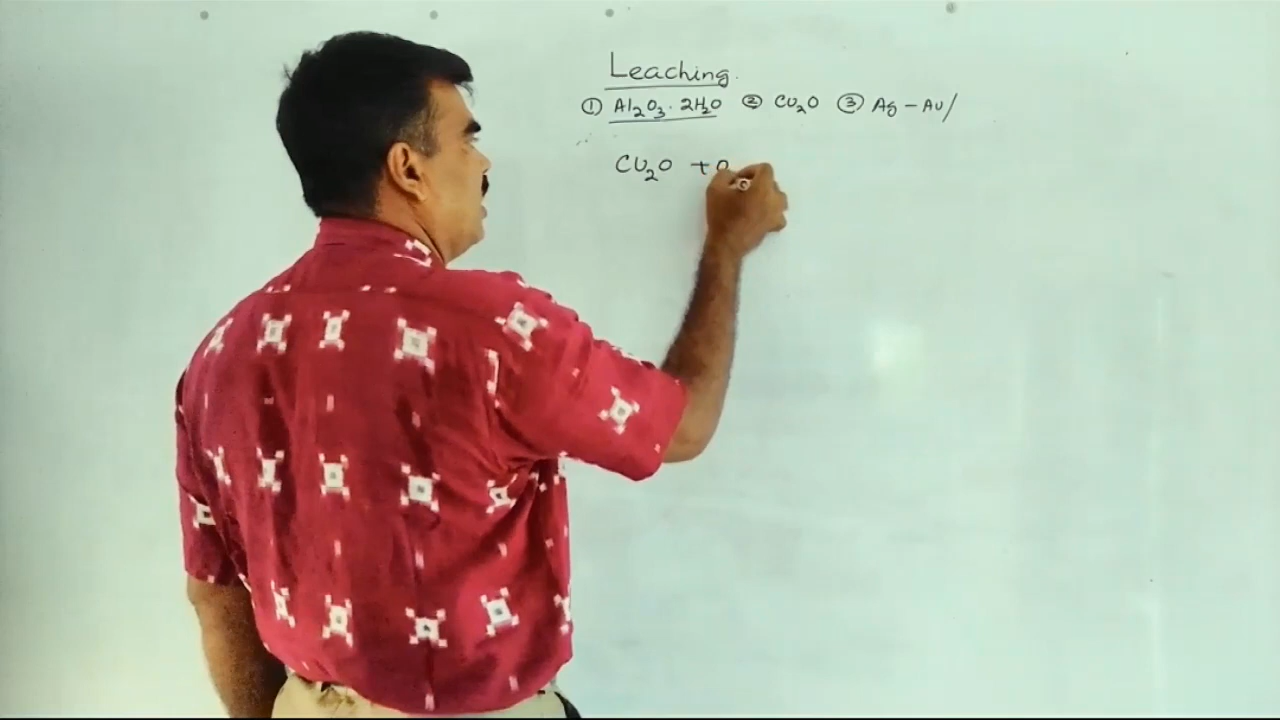 Leaching.
① Al₂O₃·2H₂O ② CU₂O ③ Ag-AU/
CU₂O +